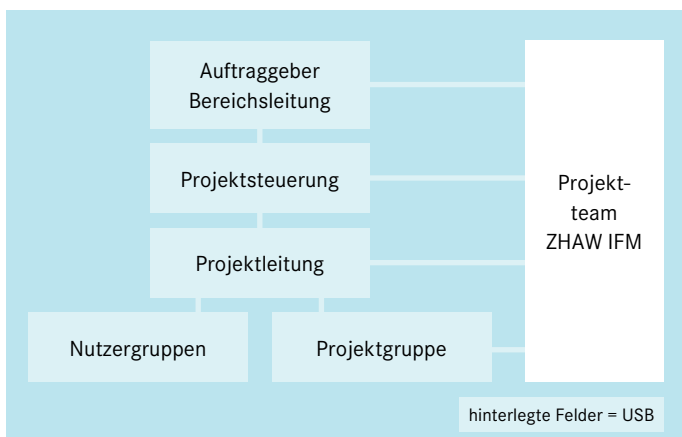 Auftraggeber
Bereichsleitung
Projektsteuerung
Projekt-
team
ZHAW IFM
Projektleitung
Nutzergruppen
Projektgruppe
hinterlegte Felder = USB